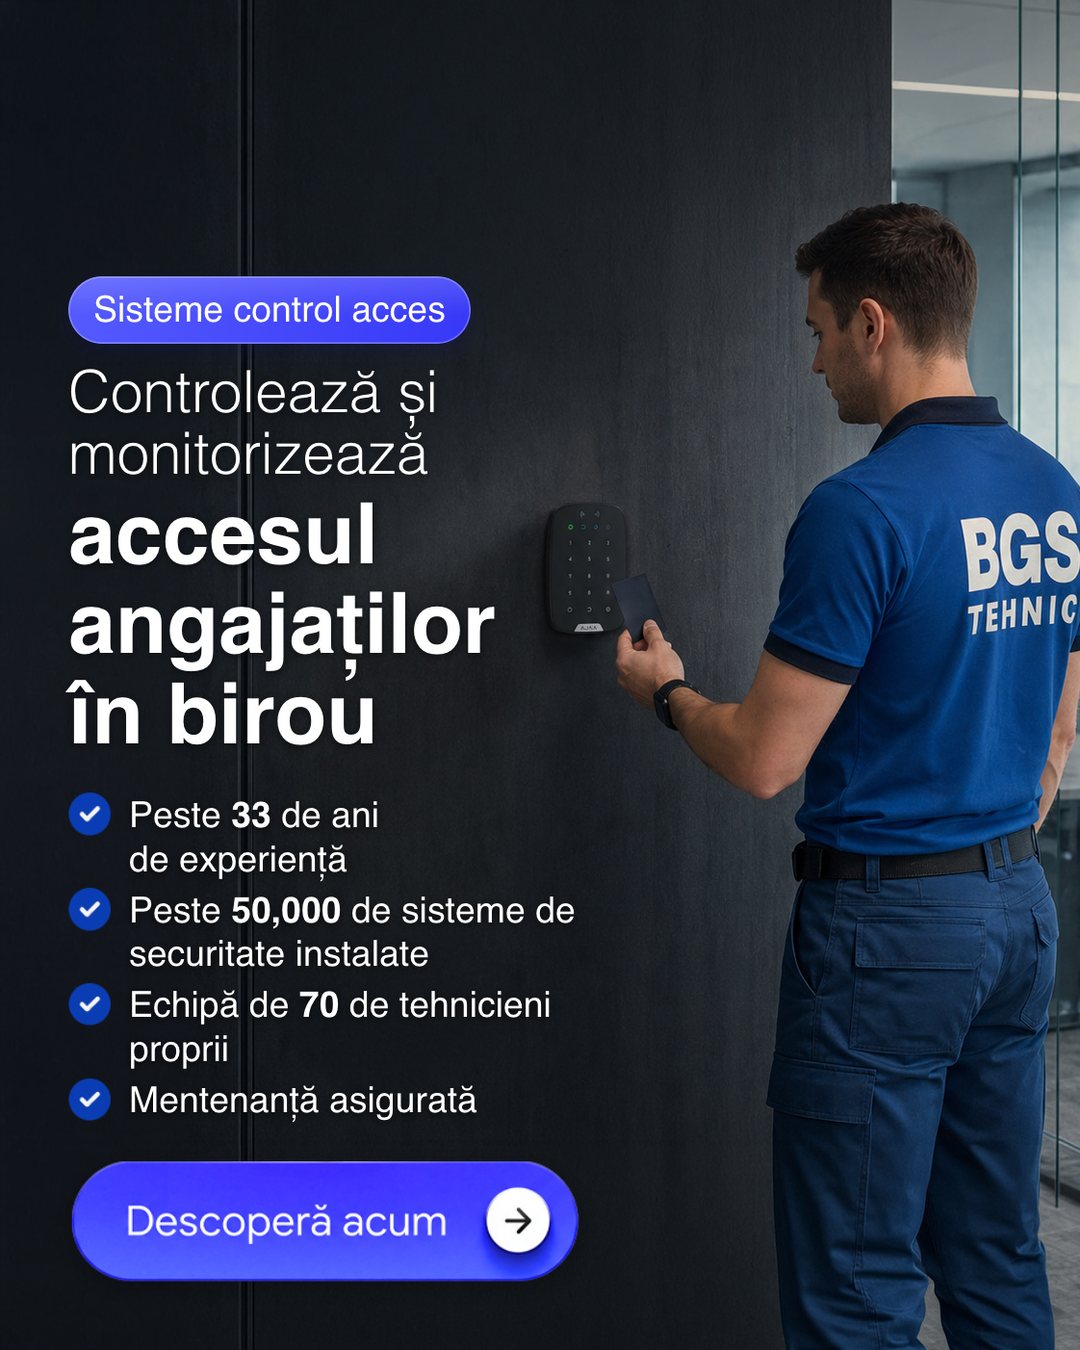 Sisteme control acces
Controlează și
monitorizează
accesul
angajaților
în birou
Peste 33 de ani
de experiență
Peste 50,000 de sisteme de
securitate instalate
Echipă de 70 de tehnicieni
proprii
Mentenanță asigurată
Descoperă acum
BGS
TEHNIC
AJAX